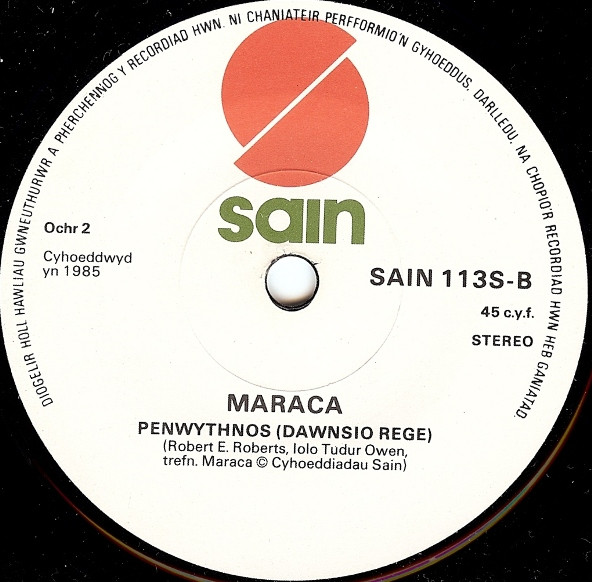 DIOGELIR HOLL HAWLIAU GWNEUTHURWR A PHERCHENNOG Y RECORDIAD HWN. NI CHANIATEIR PERFFORMIO'N GYHOEDDUS, DARLLEDU, NA CHOPIO'R RECORDIAD HWN HEB GANIATAD.
sain
Ochr 2
Cyhoeddwyd
yn 1985
SAIN 113S-B
45 c.y.f.
STEREO
MARACA
PENWYTHNOS (DAWNSIO REGE)
(Robert E. Roberts, Iolo Tudur Owen,
trefn. Maraca © Cyhoeddiadau Sain)